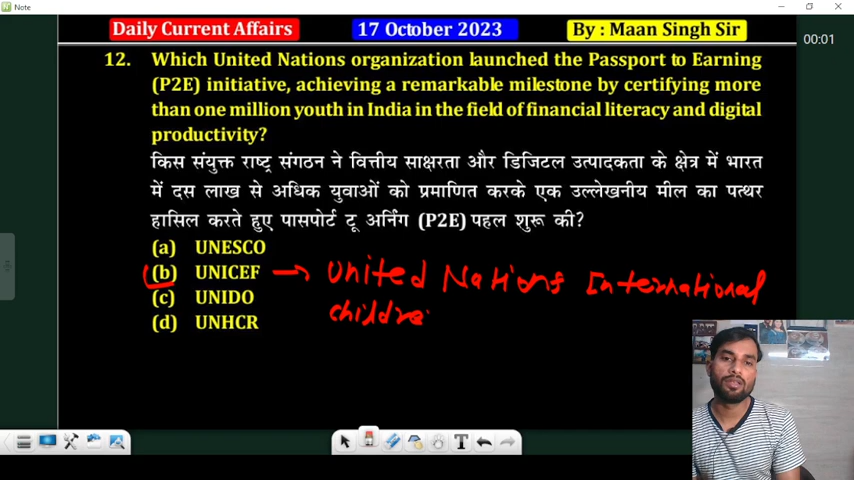 Note
Daily Current Affairs 17 October 2023 By : Maan Singh Sir
00:01
12. Which United Nations organization launched the Passport to Earning
(P2E) initiative, achieving a remarkable milestone by certifying more
than one million youth in India in the field of financial literacy and digital
productivity?
किस संयुक्त राष्ट्र संगठन ने वित्तीय साक्षरता और डिजिटल उत्पादकता के क्षेत्र में भारत
में दस लाख से अधिक युवाओं को प्रमाणित करके एक उल्लेखनीय मील का पत्थर
हासिल करते हुए पासपोर्ट टू अर्निंग (P2E) पहल शुरू की?
(a) UNESCO
(b) UNICEF → United Nations International
childre
(c) UNIDO
(d) UNHCR